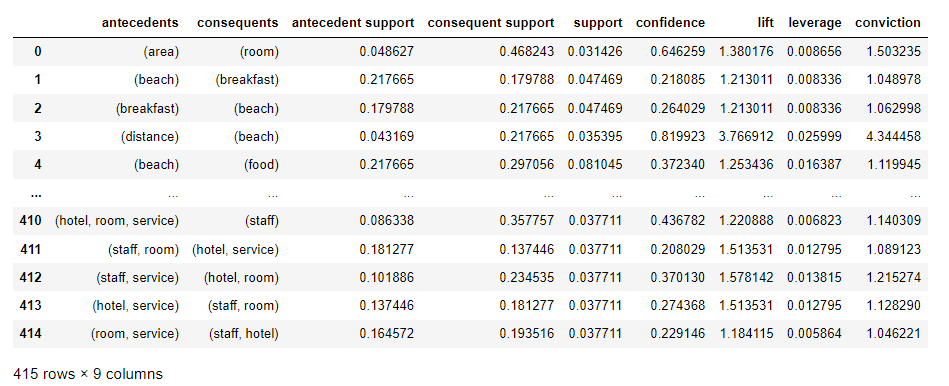 antecedents consequents antecedent support consequent support support confidence lift leverage conviction
0 (area) (room) 0.048627 0.468243 0.031426 0.646259 1.380176 0.008656 1.503235
1 (beach) (breakfast) 0.217665 0.179788 0.047469 0.218085 1.213011 0.008336 1.048978
2 (breakfast) (beach) 0.179788 0.217665 0.047469 0.264029 1.213011 0.008336 1.062998
3 (distance) (beach) 0.043169 0.217665 0.035395 0.819923 3.766912 0.025999 4.344458
4 (beach) (food) 0.217665 0.297056 0.081045 0.372340 1.253436 0.016387 1.119945
... ... ... ... ... ... ... ... ... ...
410 (hotel, room, service) (staff) 0.086338 0.357757 0.037711 0.436782 1.220888 0.006823 1.140309
411 (staff, room) (hotel, service) 0.181277 0.137446 0.037711 0.208029 1.513531 0.012795 1.089123
412 (staff, service) (hotel, room) 0.101886 0.234535 0.037711 0.370130 1.578142 0.013815 1.215274
413 (hotel, service) (staff, room) 0.137446 0.181277 0.037711 0.274368 1.513531 0.012795 1.128290
414 (room, service) (staff, hotel) 0.164572 0.193516 0.037711 0.229146 1.184115 0.005864 1.046221
415 rows × 9 columns